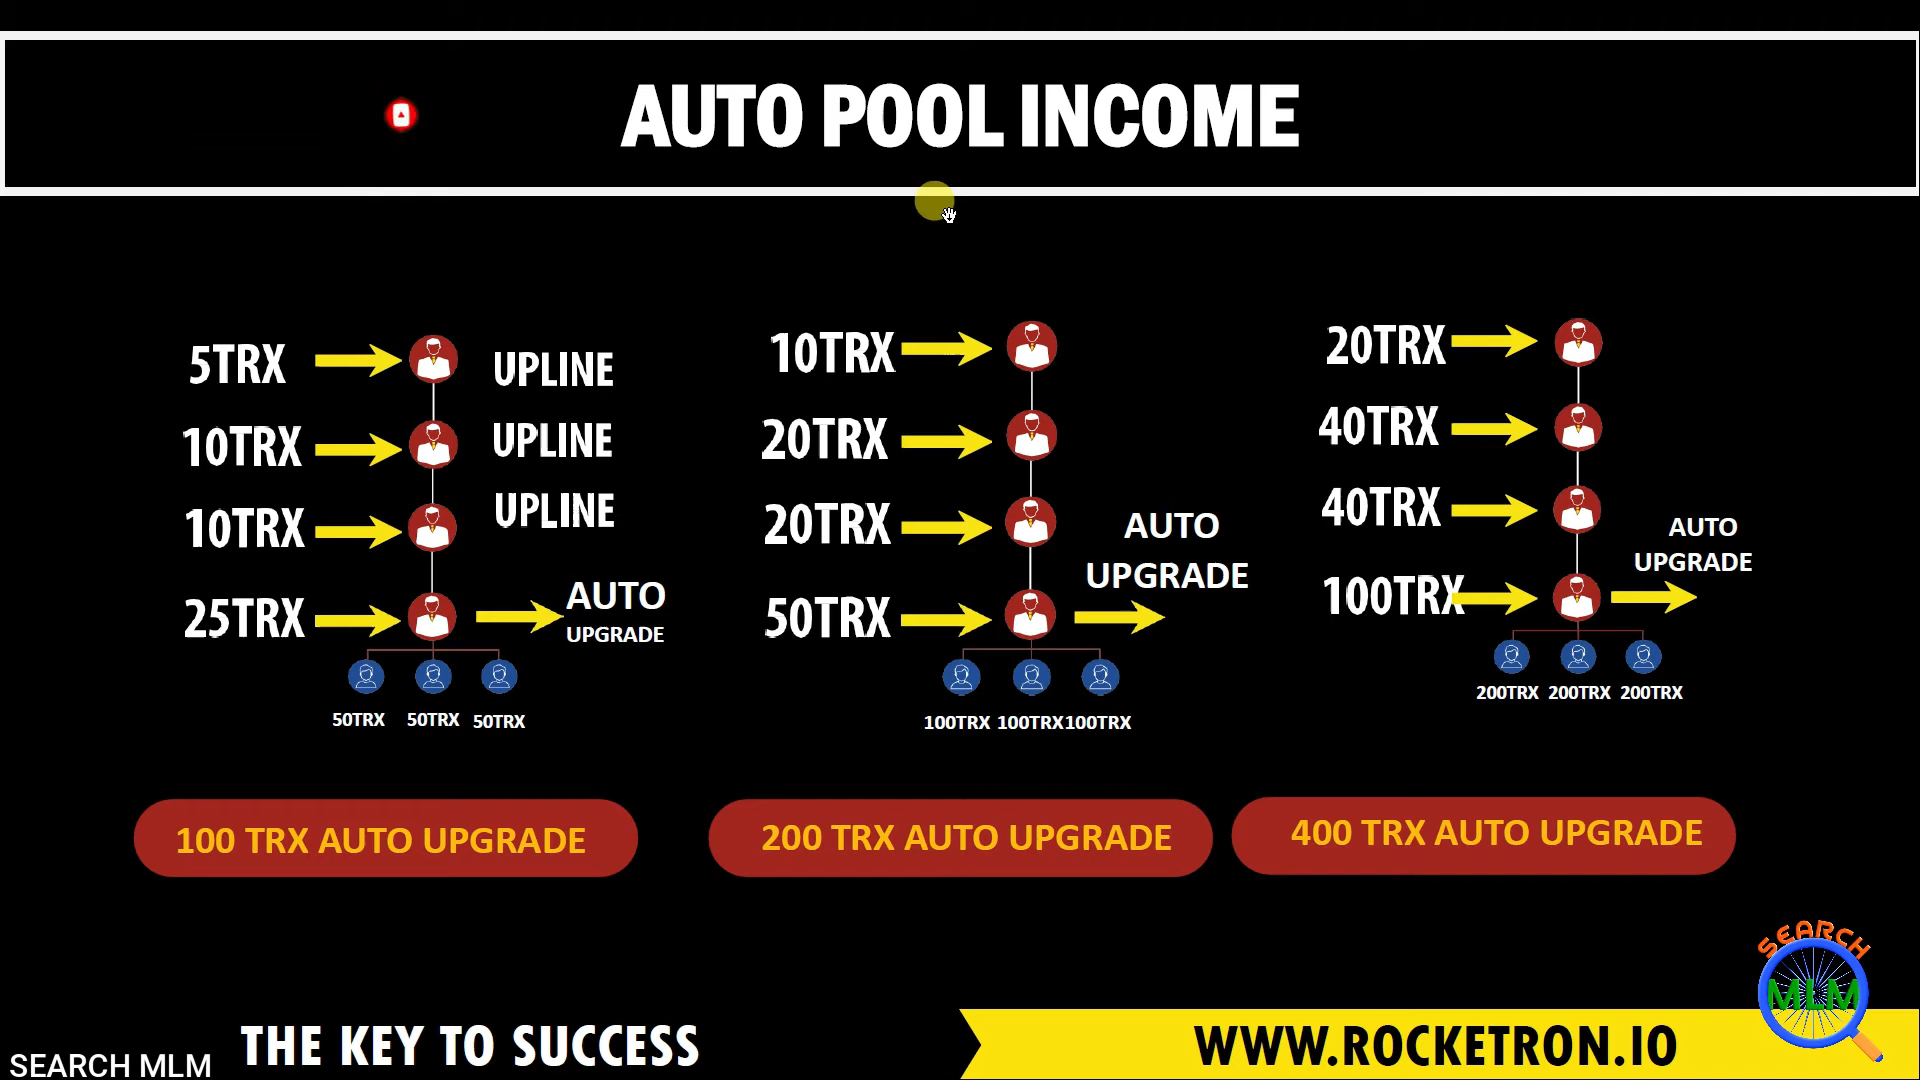 AUTO POOL INCOME
5TRX
UPLINE
10TRX
UPLINE
10TRX
UPLINE
25TRX
AUTO
UPGRADE
50TRX 50TRX 50TRX
100 TRX AUTO UPGRADE
10TRX
20TRX
20TRX
50TRX
AUTO
UPGRADE
100TRX 100TRX 100TRX
200 TRX AUTO UPGRADE
20TRX
40TRX
40TRX
100TRX
AUTO
UPGRADE
200TRX 200TRX 200TRX
400 TRX AUTO UPGRADE
SEARCH
MLM
THE KEY TO SUCCESS
WWW.ROCKETRON.IO
SEARCH MLM